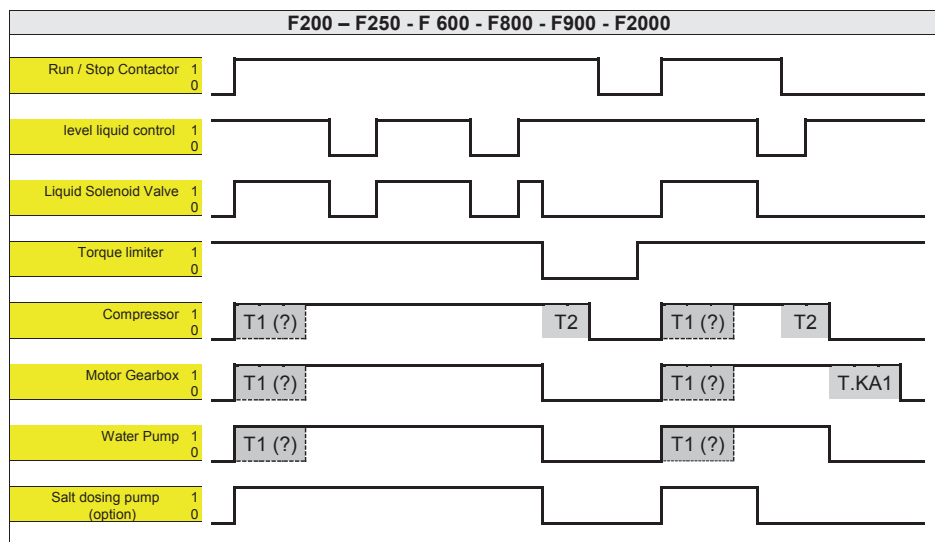 F200 – F250 - F 600 - F800 - F900 - F2000
Run / Stop Contactor 1
0
level liquid control 1
0
Liquid Solenoid Valve 1
0
Torque limiter 1
0
Compressor 1
0
T1 (?) T2 T1 (?) T2
Motor Gearbox 1
0
T1 (?) T1 (?) T.KA1
Water Pump 1
0
T1 (?) T1 (?)
Salt dosing pump 1
(option) 0